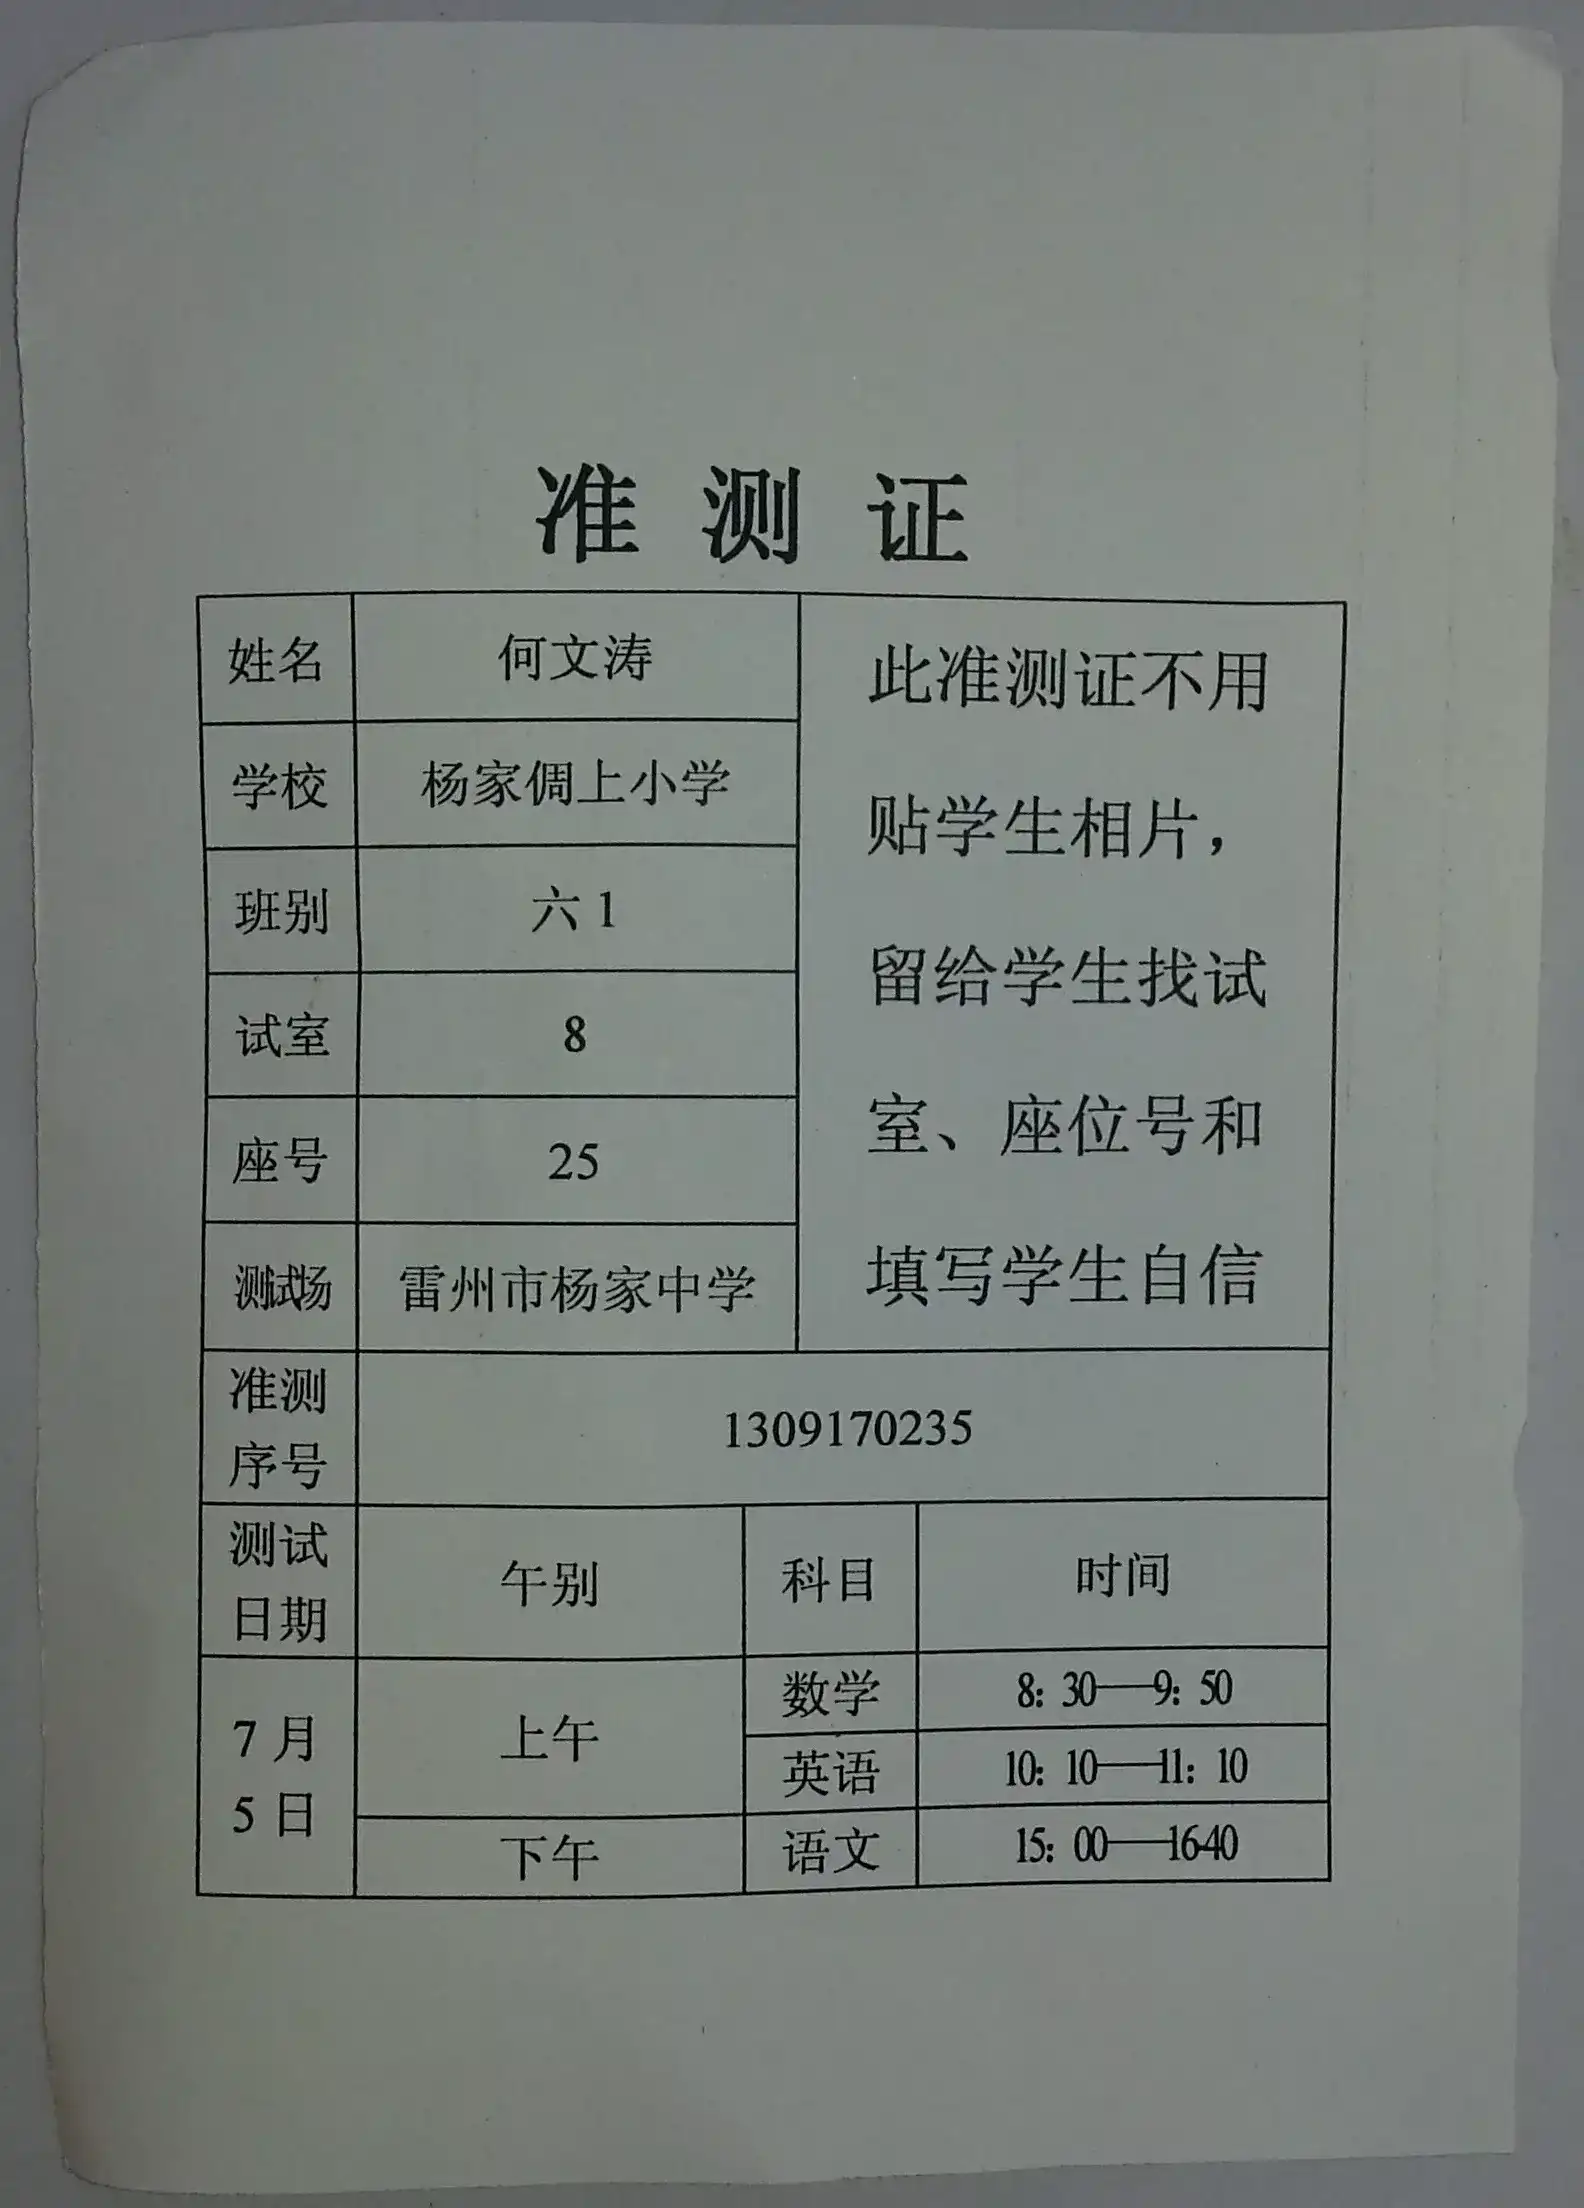 准 测 证
姓名 何文涛
学校 杨家倜上小学
班别 六1
试室 8
座号 25
测试场 雷州市杨家中学
此准测证不用
贴学生相片，
留给学生找试
室、座位号和
填写学生自信
准测
序号
1309170235
测试
日期
午别 科目 时间
7 月
5 日
上午
数学 8: 30——9: 50
英语 10: 10——11: 10
下午 语文 15: 00——1640